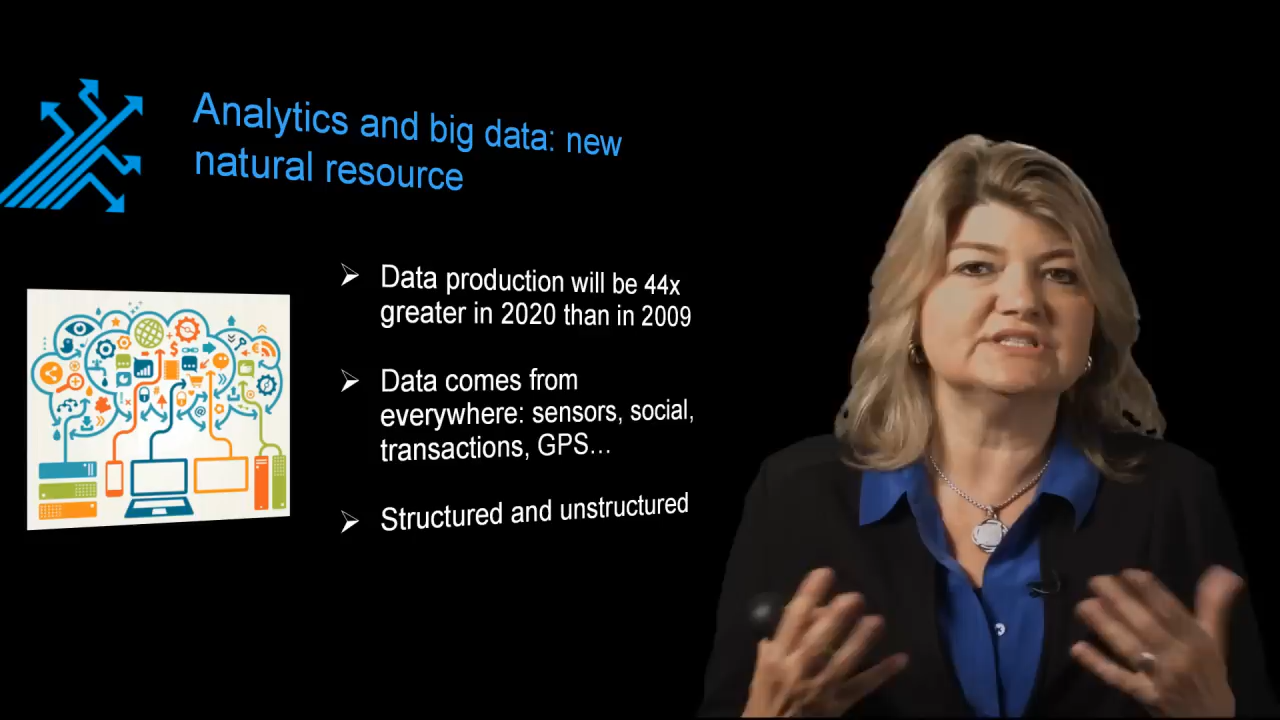 Analytics and big data: new
natural resource
Data production will be 44x
greater in 2020 than in 2009
Data comes from
everywhere: sensors, social,
transactions, GPS…
Structured and unstructured